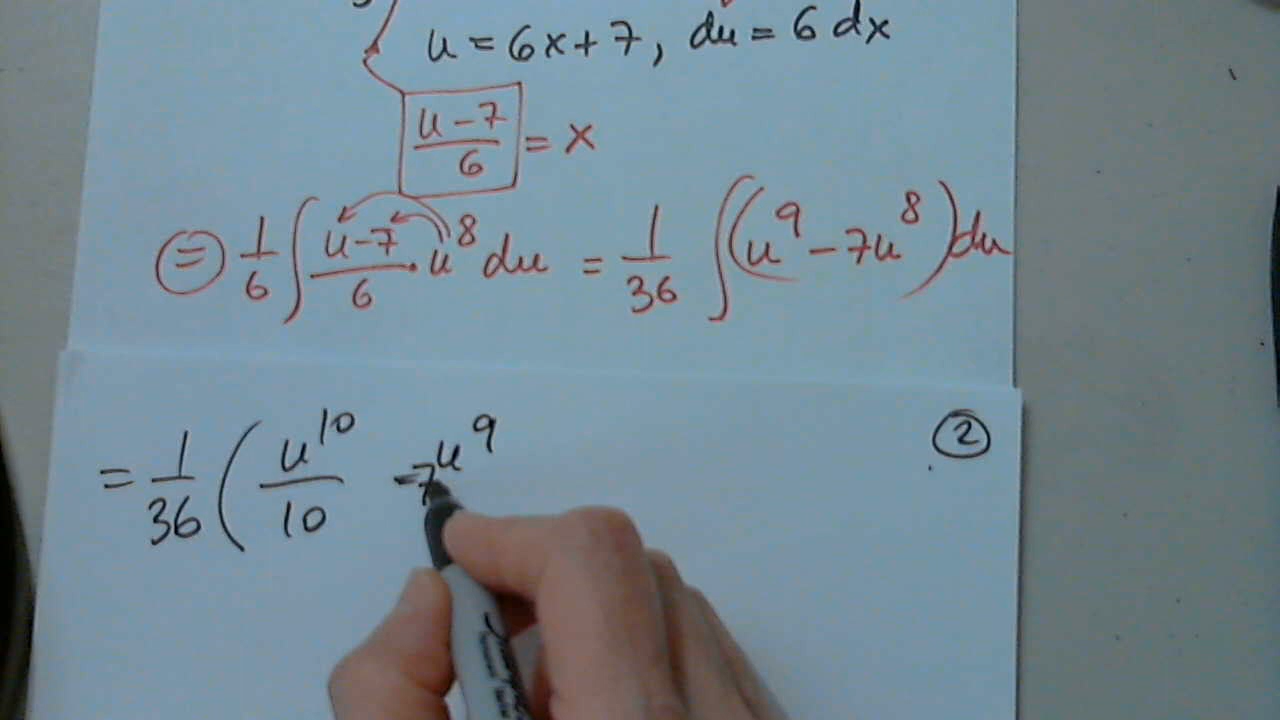 u = 6x + 7, du = 6 dx
u - 7 / 6 = x
= 1/6 ∫ u-7/6 · u^8 du = 1/36 ∫ (u^9 - 7u^8) du
2
= 1/36 ( u^10/10 - 7u^9